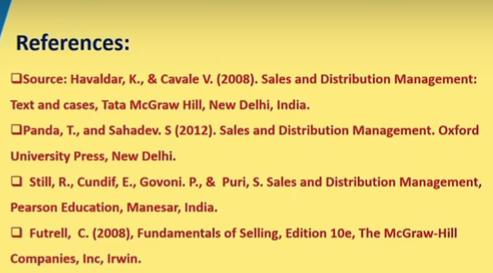 References:
❑Source: Havaldar, K., & Cavale V. (2008). Sales and Distribution Management:
Text and cases, Tata McGraw Hill, New Delhi, India.
❑Panda, T., and Sahadev. S (2012). Sales and Distribution Management. Oxford
University Press, New Delhi.
❑ Still, R., Cundif, E., Govoni. P., & Puri, S. Sales and Distribution Management,
Pearson Education, Manesar, India.
❑ Futrell, C. (2008), Fundamentals of Selling, Edition 10e, The McGraw-Hill
Companies, Inc, Irwin.